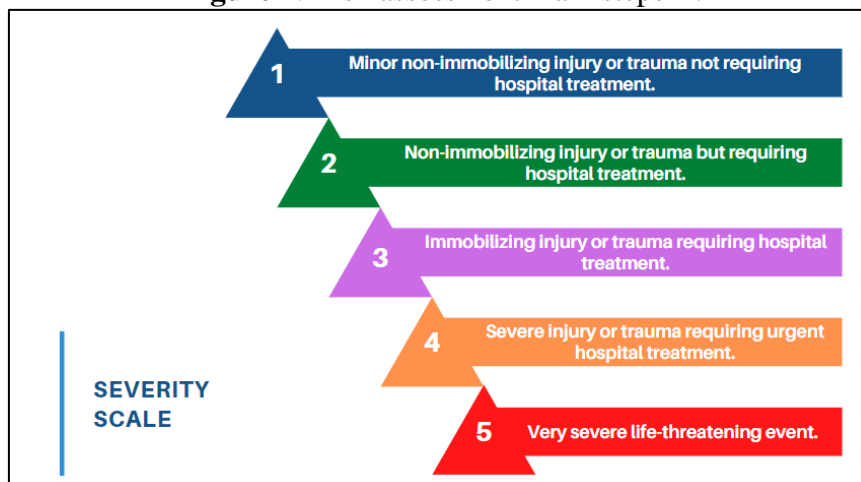 1
Minor non-immobilizing injury or trauma not requiring
hospital treatment.
2
Non-immobilizing injury or trauma but requiring
hospital treatment.
3
Immobilizing injury or trauma requiring hospital
treatment.
4
Severe injury or trauma requiring urgent
hospital treatment.
5
Very severe life-threatening event.
SEVERITY
SCALE